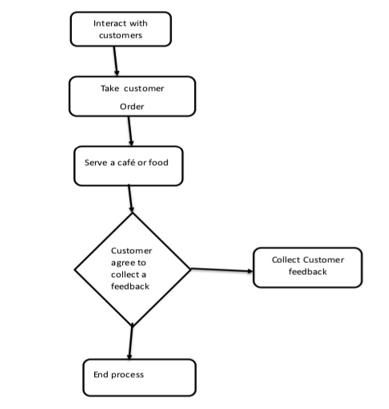 Interact with
customers
Take customer
Order
Serve a café or food
Customer
agree to
collect a
feedback
Collect Customer
feedback
End process